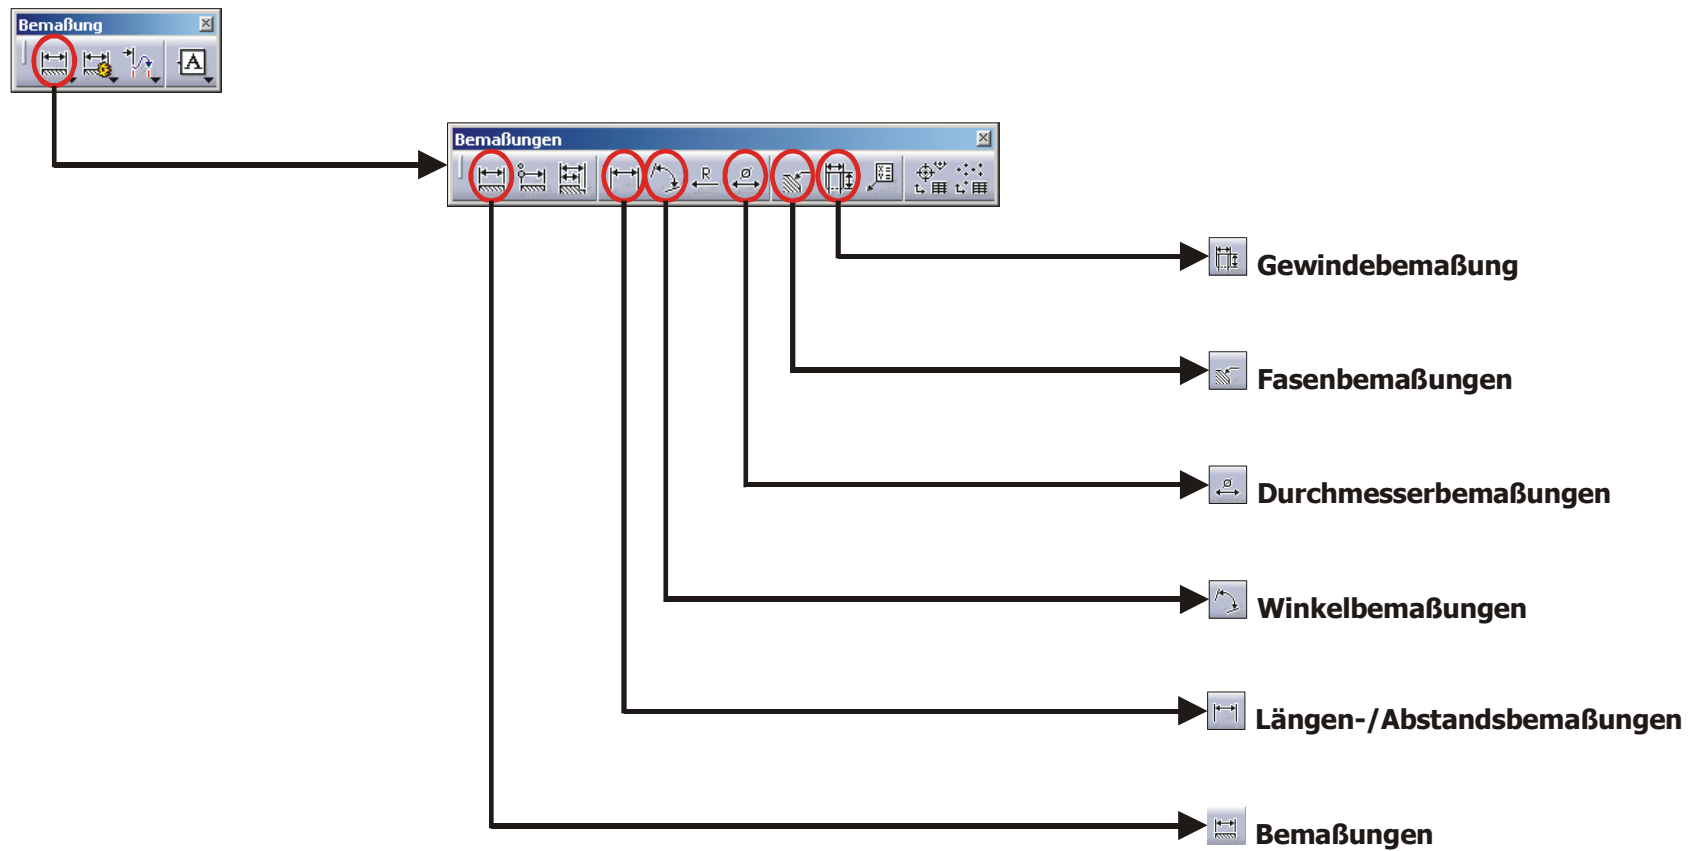 Bemaßung
A
Bemaßungen
R
Ø
Gewindebemaßung
Fasenbemaßungen
Ø
Durchmesserbemaßungen
Winkelbemaßungen
Längen-/Abstandsbemaßungen
Bemaßungen